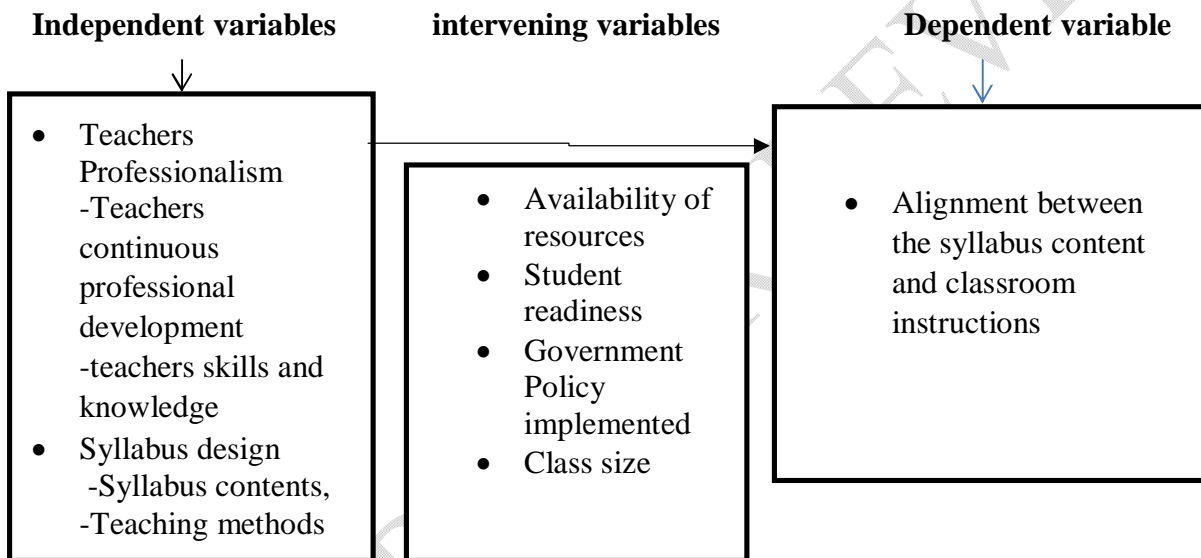 Independent variables
intervening variables
Dependent variable
• Teachers
Professionalism
-Teachers
continuous
professional
development
-teachers skills and
knowledge
• Syllabus design
-Syllabus contents,
-Teaching methods
• Availability of
resources
• Student
readiness
• Government
Policy
implemented
• Class size
• Alignment between
the syllabus content
and classroom
instructions